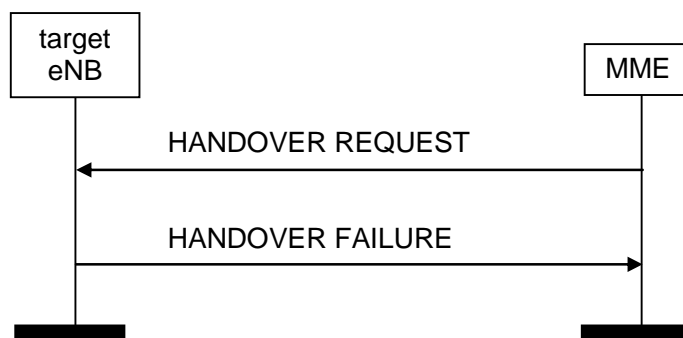 target
eNB
MME
HANDOVER REQUEST
HANDOVER FAILURE